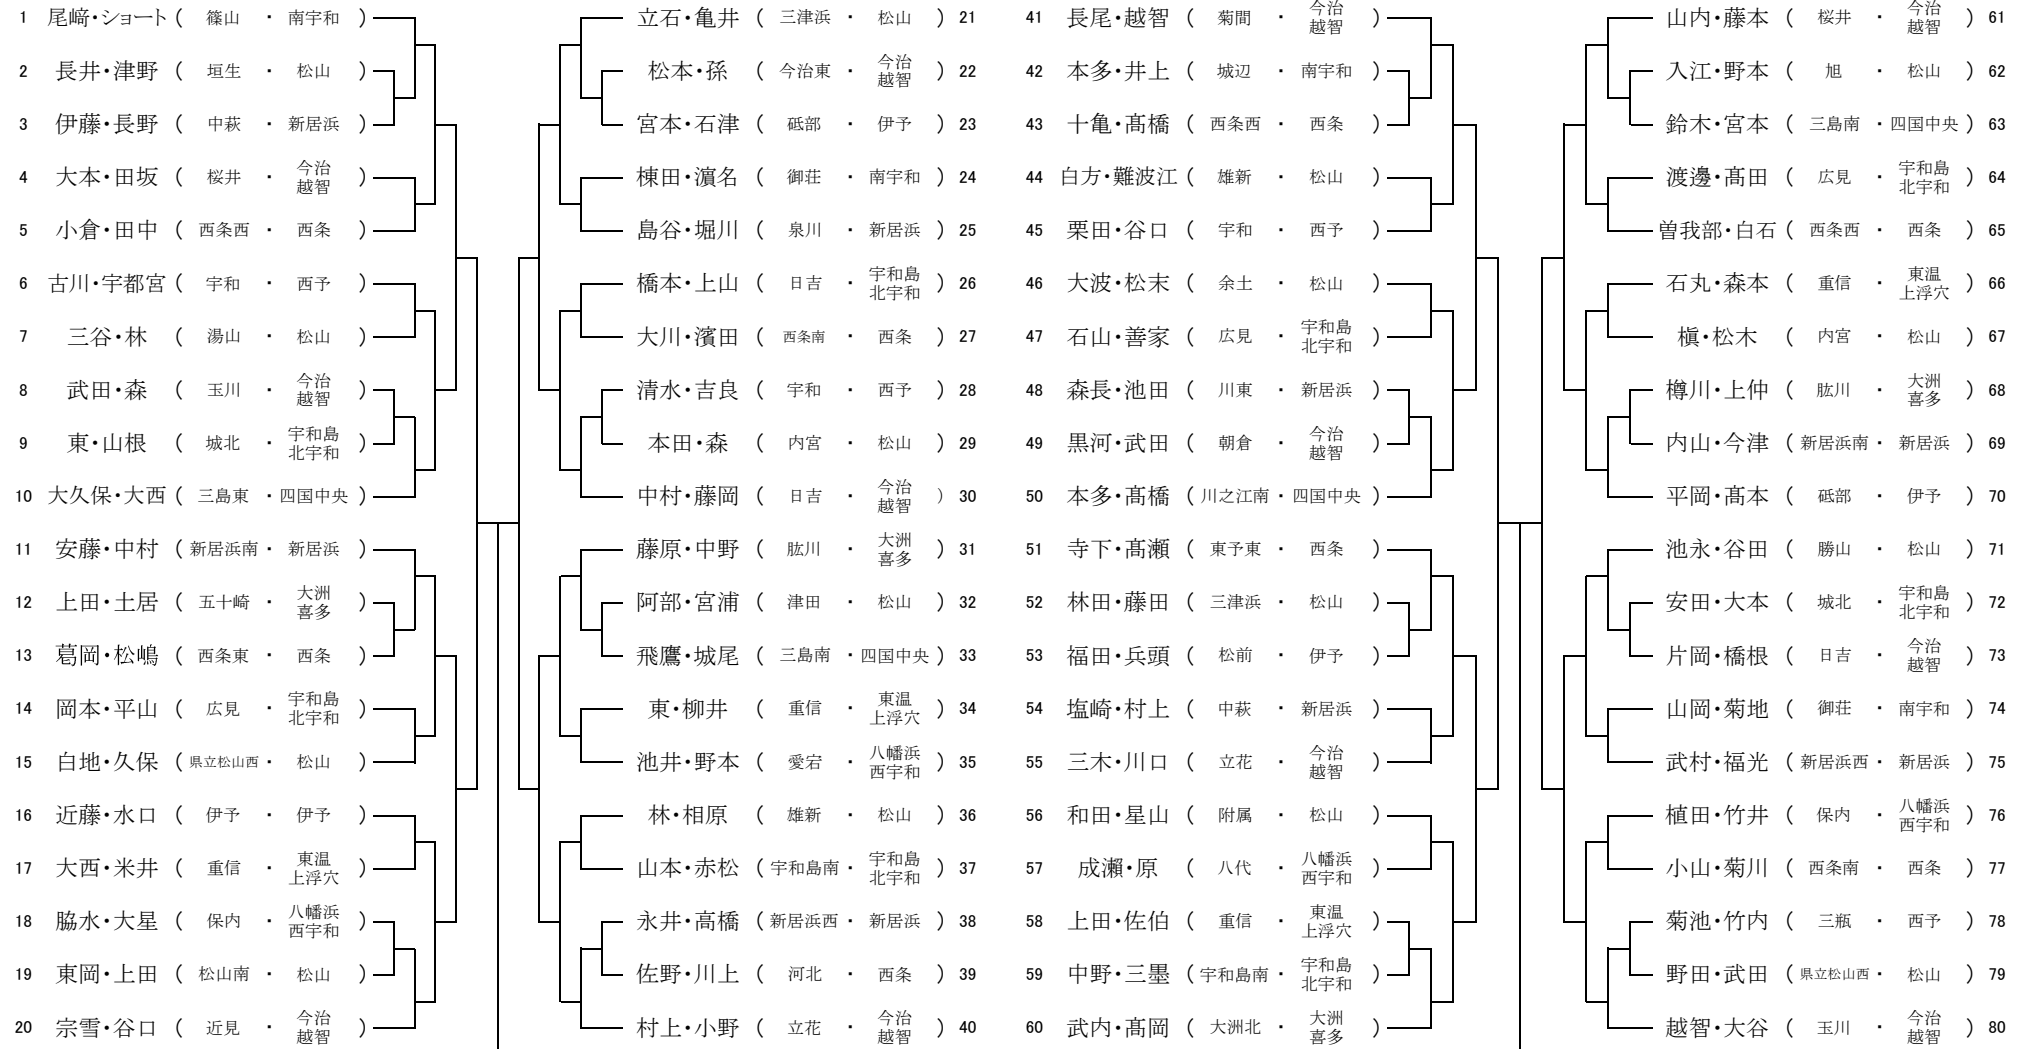 1 尾﨑・ショート ( 篠山 ・ 南宇和 )
2 長井・津野 ( 垣生 ・ 松山 )
3 伊藤・長野 ( 中萩 ・ 新居浜 )
4 大本・田坂 ( 桜井 ・ 今治越智 )
5 小倉・田中 ( 西条西 ・ 西条 )
6 古川・宇都宮 ( 宇和 ・ 西予 )
7 三谷・林 ( 湯山 ・ 松山 )
8 武田・森 ( 玉川 ・ 今治越智 )
9 東・山根 ( 城北 ・ 宇和島北宇和 )
10 大久保・大西 ( 三島東 ・ 四国中央 )
11 安藤・中村 ( 新居浜南 ・ 新居浜 )
12 上田・土居 ( 五十崎 ・ 大洲喜多 )
13 葛岡・松嶋 ( 西条東 ・ 西条 )
14 岡本・平山 ( 広見 ・ 宇和島北宇和 )
15 白地・久保 ( 県立松山西 ・ 松山 )
16 近藤・水口 ( 伊予 ・ 伊予 )
17 大西・米井 ( 重信 ・ 東温上浮穴 )
18 脇水・大星 ( 保内 ・ 八幡浜西宇和 )
19 東岡・上田 ( 松山南 ・ 松山 )
20 宗雪・谷口 ( 近見 ・ 今治越智 )
立石・亀井 ( 三津浜 ・ 松山 ) 21
松本・孫 ( 今治東 ・ 今治越智 ) 22
宮本・石津 ( 砥部 ・ 伊予 ) 23
棟田・濵名 ( 御荘 ・ 南宇和 ) 24
島谷・堀川 ( 泉川 ・ 新居浜 ) 25
橋本・上山 ( 日吉 ・ 宇和島北宇和 ) 26
大川・濱田 ( 西条南 ・ 西条 ) 27
清水・吉良 ( 宇和 ・ 西予 ) 28
本田・森 ( 内宮 ・ 松山 ) 29
中村・藤岡 ( 日吉 ・ 今治越智 ) 30
藤原・中野 ( 肱川 ・ 大洲喜多 ) 31
阿部・宮浦 ( 津田 ・ 松山 ) 32
飛鷹・城尾 ( 三島南 ・ 四国中央 ) 33
東・柳井 ( 重信 ・ 東温上浮穴 ) 34
池井・野本 ( 愛宕 ・ 八幡浜西宇和 ) 35
林・相原 ( 雄新 ・ 松山 ) 36
山本・赤松 ( 宇和島南 ・ 宇和島北宇和 ) 37
永井・高橋 ( 新居浜西 ・ 新居浜 ) 38
佐野・川上 ( 河北 ・ 西条 ) 39
村上・小野 ( 立花 ・ 今治越智 ) 40
41 長尾・越智 ( 菊間 ・ 今治越智 )
42 本多・井上 ( 城辺 ・ 南宇和 )
43 十亀・髙橋 ( 西条西 ・ 西条 )
44 白方・難波江 ( 雄新 ・ 松山 )
45 栗田・谷口 ( 宇和 ・ 西予 )
46 大波・松末 ( 余土 ・ 松山 )
47 石山・善家 ( 広見 ・ 宇和島北宇和 )
48 森長・池田 ( 川東 ・ 新居浜 )
49 黒河・武田 ( 朝倉 ・ 今治越智 )
50 本多・髙橋 ( 川之江南 ・ 四国中央 )
51 寺下・髙瀬 ( 東予東 ・ 西条 )
52 林田・藤田 ( 三津浜 ・ 松山 )
53 福田・兵頭 ( 松前 ・ 伊予 )
54 塩崎・村上 ( 中萩 ・ 新居浜 )
55 三木・川口 ( 立花 ・ 今治越智 )
56 和田・星山 ( 附属 ・ 松山 )
57 成瀬・原 ( 八代 ・ 八幡浜西宇和 )
58 上田・佐伯 ( 重信 ・ 東温上浮穴 )
59 中野・三墨 ( 宇和島南 ・ 宇和島北宇和 )
60 武内・髙岡 ( 大洲北 ・ 大洲喜多 )
山内・藤本 ( 桜井 ・ 今治越智 ) 61
入江・野本 ( 旭 ・ 松山 ) 62
鈴木・宮本 ( 三島南 ・ 四国中央 ) 63
渡邊・髙田 ( 広見 ・ 宇和島北宇和 ) 64
曽我部・白石 ( 西条西 ・ 西条 ) 65
石丸・森本 ( 重信 ・ 東温上浮穴 ) 66
槇・松木 ( 内宮 ・ 松山 ) 67
樽川・上仲 ( 肱川 ・ 大洲喜多 ) 68
内山・今津 ( 新居浜南 ・ 新居浜 ) 69
平岡・髙本 ( 砥部 ・ 伊予 ) 70
池永・谷田 ( 勝山 ・ 松山 ) 71
安田・大本 ( 城北 ・ 宇和島北宇和 ) 72
片岡・橋根 ( 日吉 ・ 今治越智 ) 73
山岡・菊地 ( 御荘 ・ 南宇和 ) 74
武村・福光 ( 新居浜西 ・ 新居浜 ) 75
植田・竹井 ( 保内 ・ 八幡浜西宇和 ) 76
小山・菊川 ( 西条南 ・ 西条 ) 77
菊池・竹内 ( 三瓶 ・ 西予 ) 78
野田・武田 ( 県立松山西 ・ 松山 ) 79
越智・大谷 ( 玉川 ・ 今治越智 ) 80